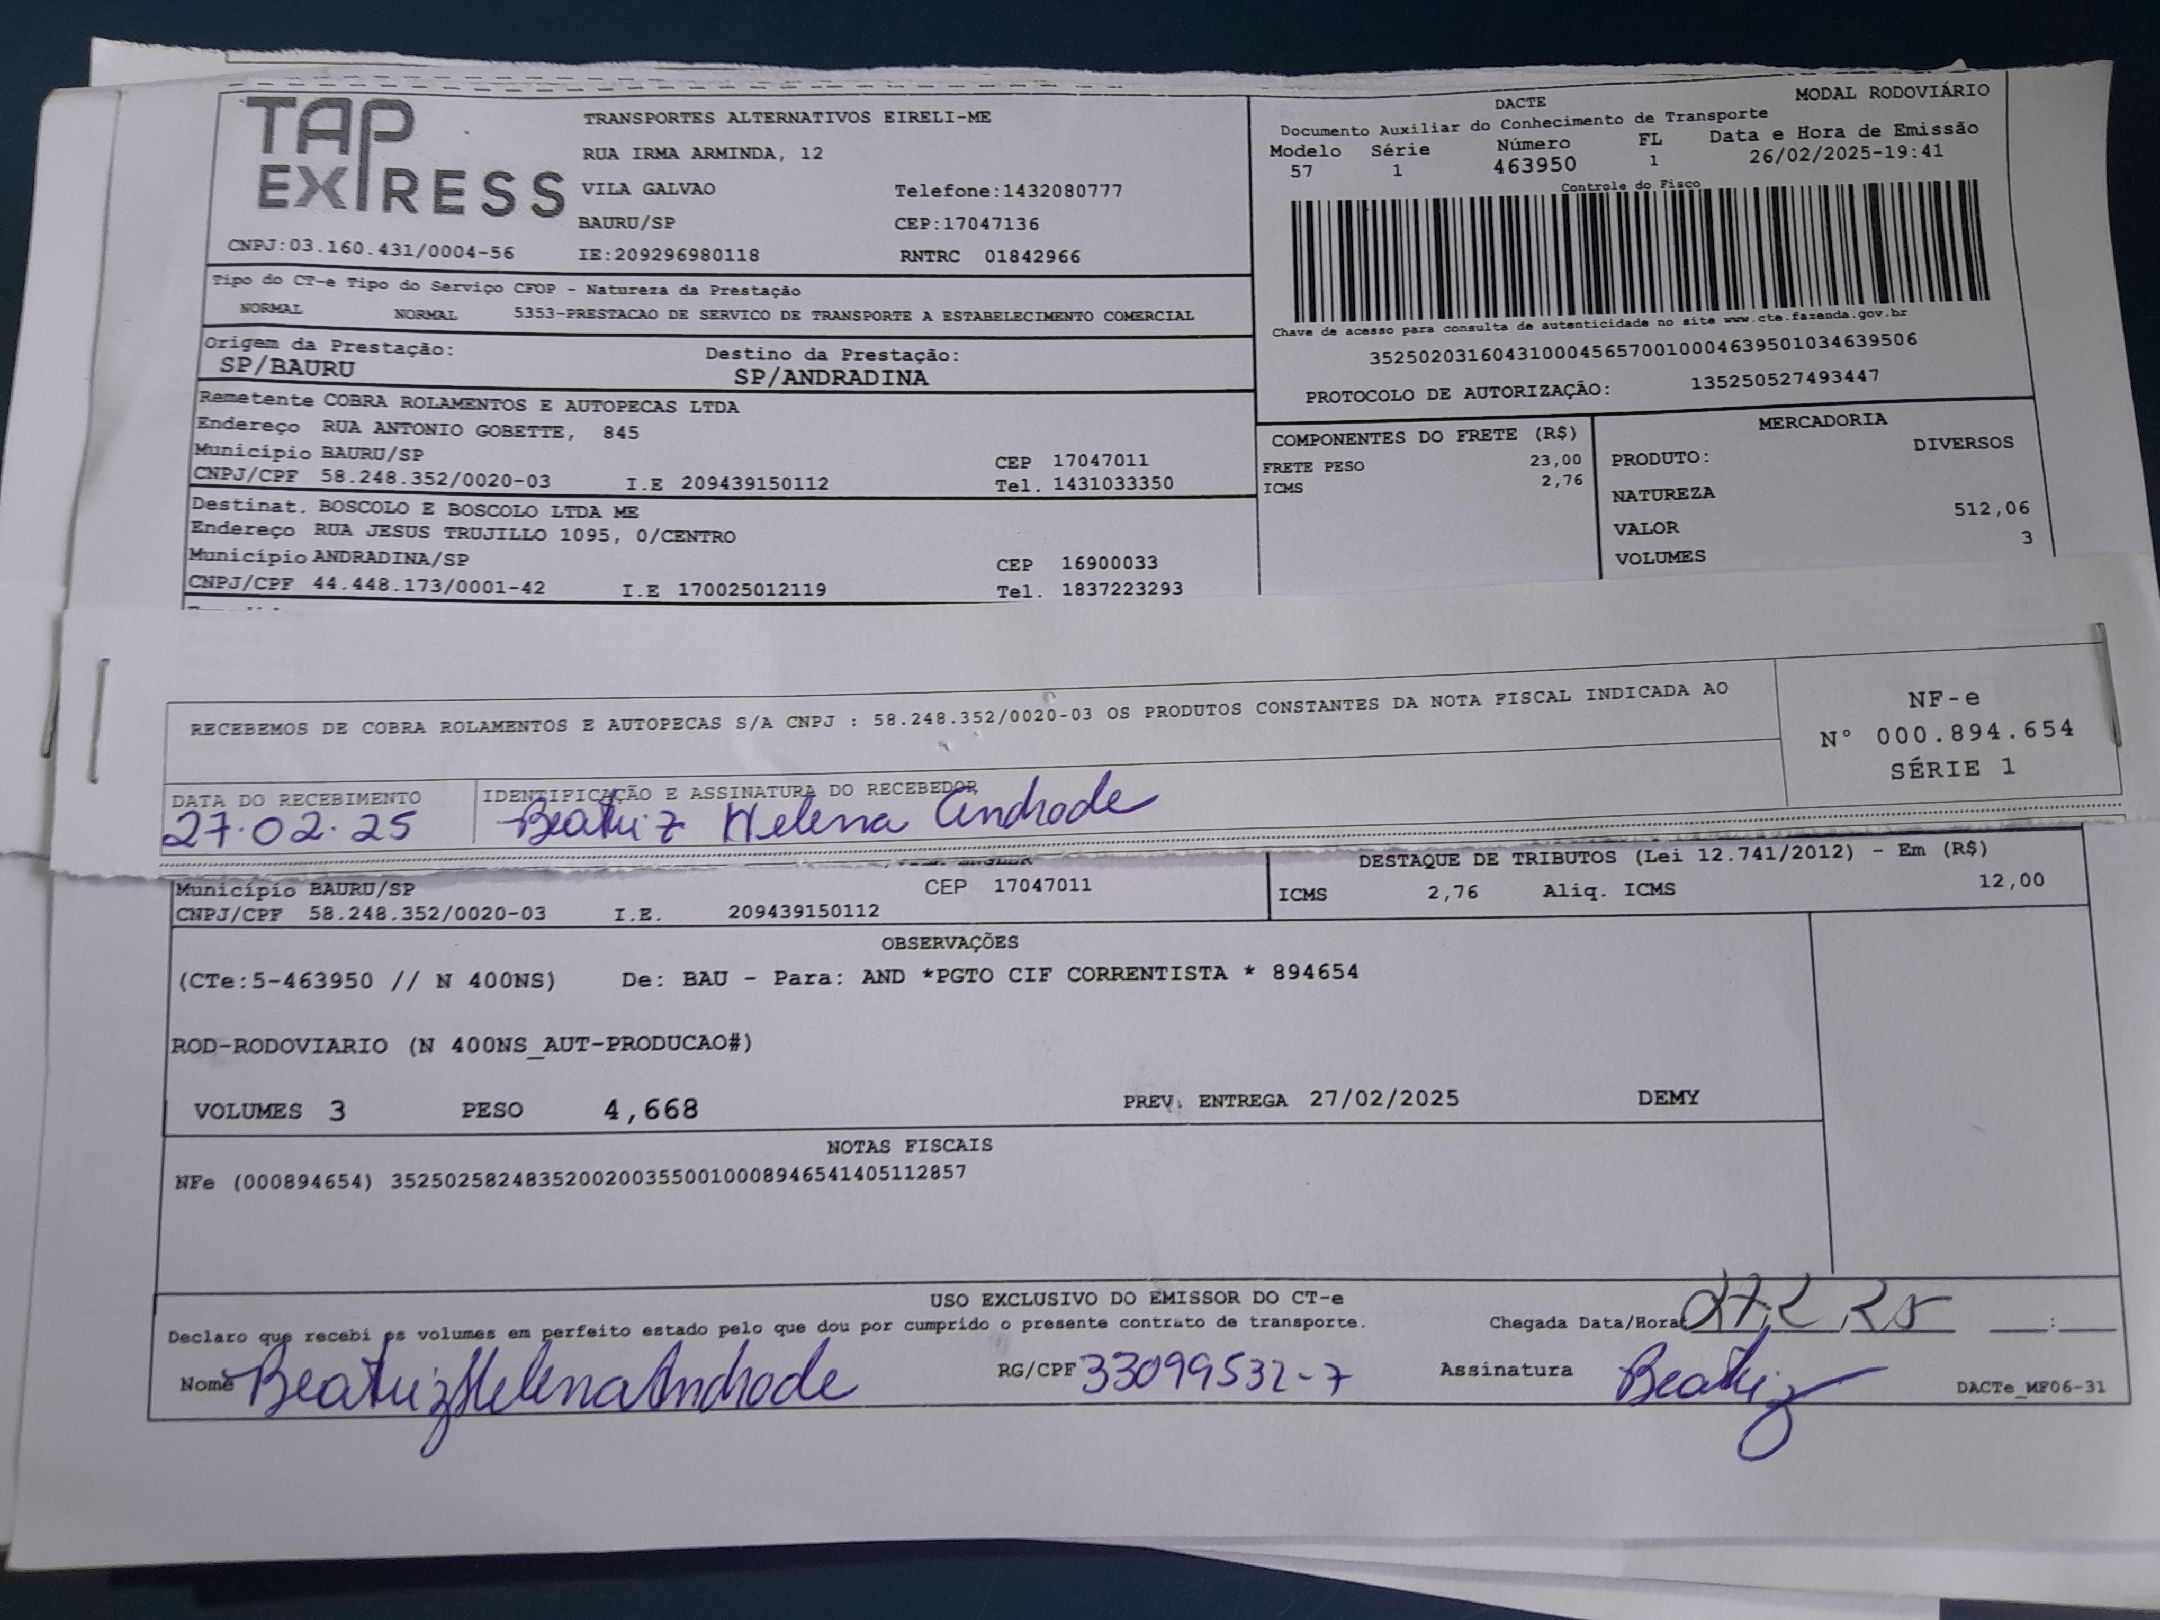 TAP
EXPRESS
TRANSPORTES ALTERNATIVOS EIRELI-ME
RUA IRMA ARMINDA, 12
VILA GALVAO Telefone:1432080777
BAURU/SP CEP:17047136
CNPJ:03.160.431/0004-56 IE:209296980118 RNTRC 01842966
DACTE MODAL RODOVIÁRIO
Documento Auxiliar do Conhecimento de Transporte
Modelo Série Número FL Data e Hora de Emissão
57 1 463950 1 26/02/2025-19:41
Controle do Fisco
Chave de acesso para consulta de autenticidade no site www.cte.fazenda.gov.br
35250203160431000456570010004639501034639506
PROTOCOLO DE AUTORIZAÇÃO: 135250527493447
Tipo do CT-e Tipo do Serviço CFOP - Natureza da Prestação
NORMAL NORMAL 5353-PRESTACAO DE SERVICO DE TRANSPORTE A ESTABELECIMENTO COMERCIAL
Origem da Prestação: Destino da Prestação:
SP/BAURU SP/ANDRADINA
Remetente COBRA ROLAMENTOS E AUTOPECAS LTDA
Endereço RUA ANTONIO GOBETTE, 845
Município BAURU/SP CEP 17047011
CNPJ/CPF 58.248.352/0020-03 I.E 209439150112 Tel. 1431033350
Destinat. BOSCOLO E BOSCOLO LTDA ME
Endereço RUA JESUS TRUJILLO 1095, 0/CENTRO
Município ANDRADINA/SP CEP 16900033
CNPJ/CPF 44.448.173/0001-42 I.E 170025012119 Tel. 1837223293
COMPONENTES DO FRETE (R$)
FRETE PESO 23,00
ICMS 2,76
MERCADORIA
PRODUTO: DIVERSOS
NATUREZA
VALOR 512,06
VOLUMES 3
RECEBEMOS DE COBRA ROLAMENTOS E AUTOPECAS S/A CNPJ : 58.248.352/0020-03 OS PRODUTOS CONSTANTES DA NOTA FISCAL INDICADA AO
NF-e
N° 000.894.654
SÉRIE 1
DATA DO RECEBIMENTO IDENTIFICAÇÃO E ASSINATURA DO RECEBEDOR
27.02.25 Beatriz Helena Andrade
Município BAURU/SP CEP 17047011
CNPJ/CPF 58.248.352/0020-03 I.E. 209439150112
DESTAQUE DE TRIBUTOS (Lei 12.741/2012) - Em (R$)
ICMS 2,76 Aliq. ICMS 12,00
OBSERVAÇÕES
(CTe:5-463950 // N 400NS) De: BAU - Para: AND *PGTO CIF CORRENTISTA * 894654
ROD-RODOVIARIO (N 400NS_AUT-PRODUCAO#)
VOLUMES 3 PESO 4,668 PREV. ENTREGA 27/02/2025 DEMY
NOTAS FISCAIS
NFe (000894654) 35250258248352002003550010008946541405112857
USO EXCLUSIVO DO EMISSOR DO CT-e
Declaro que recebi os volumes em perfeito estado pelo que dou por cumprido o presente contrato de transporte. Chegada Data/Hora 27,2,25 ___:___
Nome Beatriz Helena Andrade RG/CPF 33099532-7 Assinatura Beatriz
DACTe_MF06-31